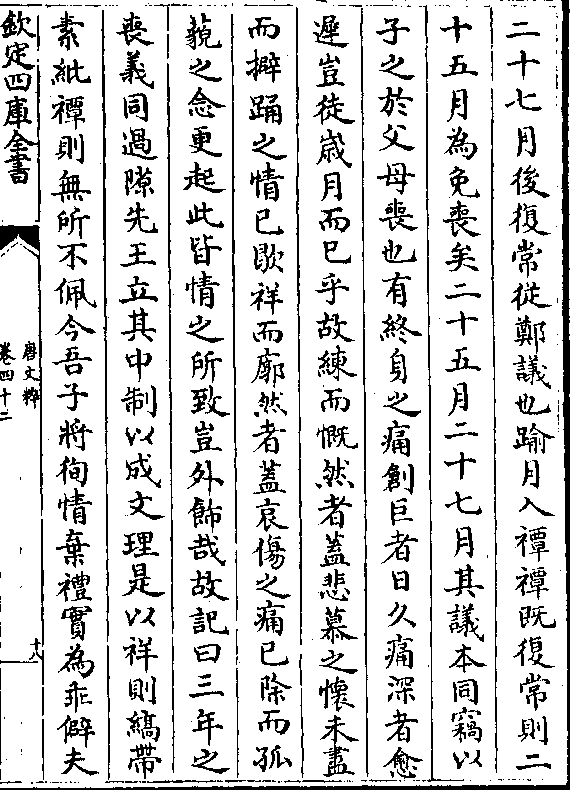 二十七月後復常從鄭議也踰月入禫禫既復常則二
十五月為免喪矣二十五月二十七月其議本同竊以
子之於父母喪也有終身之痛創巨者日久痛深者愈
遲豈徒歲月而已乎故練而慨然者蓋悲慕之懷未盡
而擗踊之情已歇祥而廓然者蓋哀傷之痛已除而孤
藐之念更起此皆情之所致豈外飾哉故記曰三年之
喪義同過隙先王立其中制以成文理是以祥則縞帶
素紕禫則無所不佩今吾子將徇情棄禮實為乖僻夫
欽定四庫全書
唐文粹
卷四十二
十八